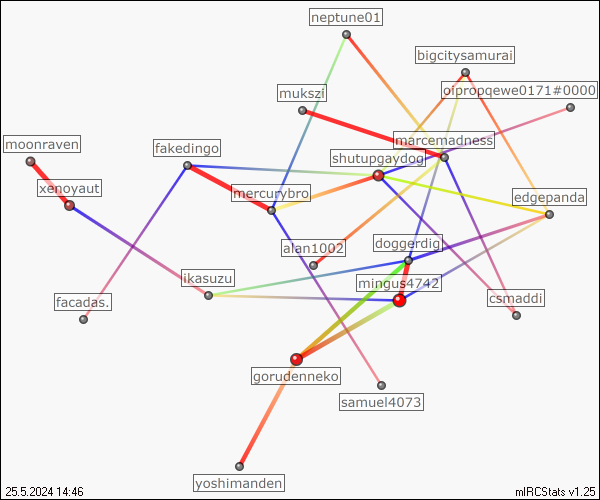 neptune01
bigcitysamurai
oipropqewe0171#0000
mukszi
marcemadness
moonraven
fakedingo
shutupgaydog
xenoyaut
mercurybro
edgepanda
alan1002
doggerdig
ikasuzu
mingus4742
facadas.
csmaddi
gorudenneko
samuel4073
yoshimanden
25.5.2024 14:46
mIRCStats v1.25